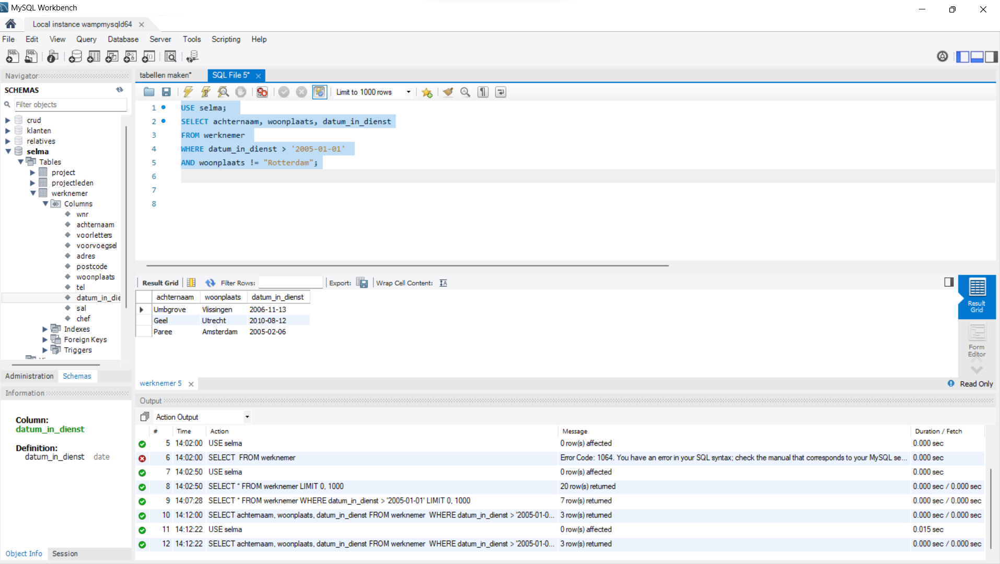 MySQL Workbench
Local instance wampmysqld64
File Edit View Query Database Server Tools Scripting Help
Navigator
SCHEMAS
Filter objects
crud
klanten
relatives
selma
Tables
project
projectleden
werknemer
Columns
wnr
achternaam
voorletters
voorvoegsel
adres
postcode
woonplaats
tel
datum_in_die
sal
chef
Indexes
Foreign Keys
Triggers
Administration Schemas
Information
Column:
datum_in_dienst
Definition:
datum_in_dienst date
Object Info Session
tabellen maken* SQL File 5*
Limit to 1000 rows
1 USE selma;
2 SELECT achternaam, woonplaats, datum_in_dienst
3 FROM werknemer
4 WHERE datum_in_dienst > '2005-01-01'
5 AND woonplaats != "Rotterdam";
6
7
8
Result Grid Filter Rows: Export: Wrap Cell Content:
achternaam woonplaats datum_in_dienst
Umbgrove Vlissingen 2006-11-13
Geel Utrecht 2010-08-12
Paree Amsterdam 2005-02-06
Result
Grid
Form
Editor
werknemer 5
Read Only
Output
Action Output
# Time Action Message Duration / Fetch
5 14:02:00 USE selma 0 row(s) affected 0.000 sec
6 14:02:00 SELECT FROM werknemer Error Code: 1064. You have an error in your SQL syntax; check the manual that corresponds to your MySQL se... 0.000 sec
7 14:02:50 USE selma 0 row(s) affected 0.000 sec
8 14:02:50 SELECT * FROM werknemer LIMIT 0, 1000 20 row(s) returned 0.000 sec / 0.000 sec
9 14:07:28 SELECT * FROM werknemer WHERE datum_in_dienst > '2005-01-01' LIMIT 0, 1000 7 row(s) returned 0.000 sec / 0.000 sec
10 14:12:00 SELECT achternaam, woonplaats, datum_in_dienst FROM werknemer WHERE datum_in_dienst > '2005-01-0... 3 row(s) returned 0.000 sec / 0.000 sec
11 14:12:22 USE selma 0 row(s) affected 0.015 sec
12 14:12:22 SELECT achternaam, woonplaats, datum_in_dienst FROM werknemer WHERE datum_in_dienst > '2005-01-0... 3 row(s) returned 0.000 sec / 0.000 sec